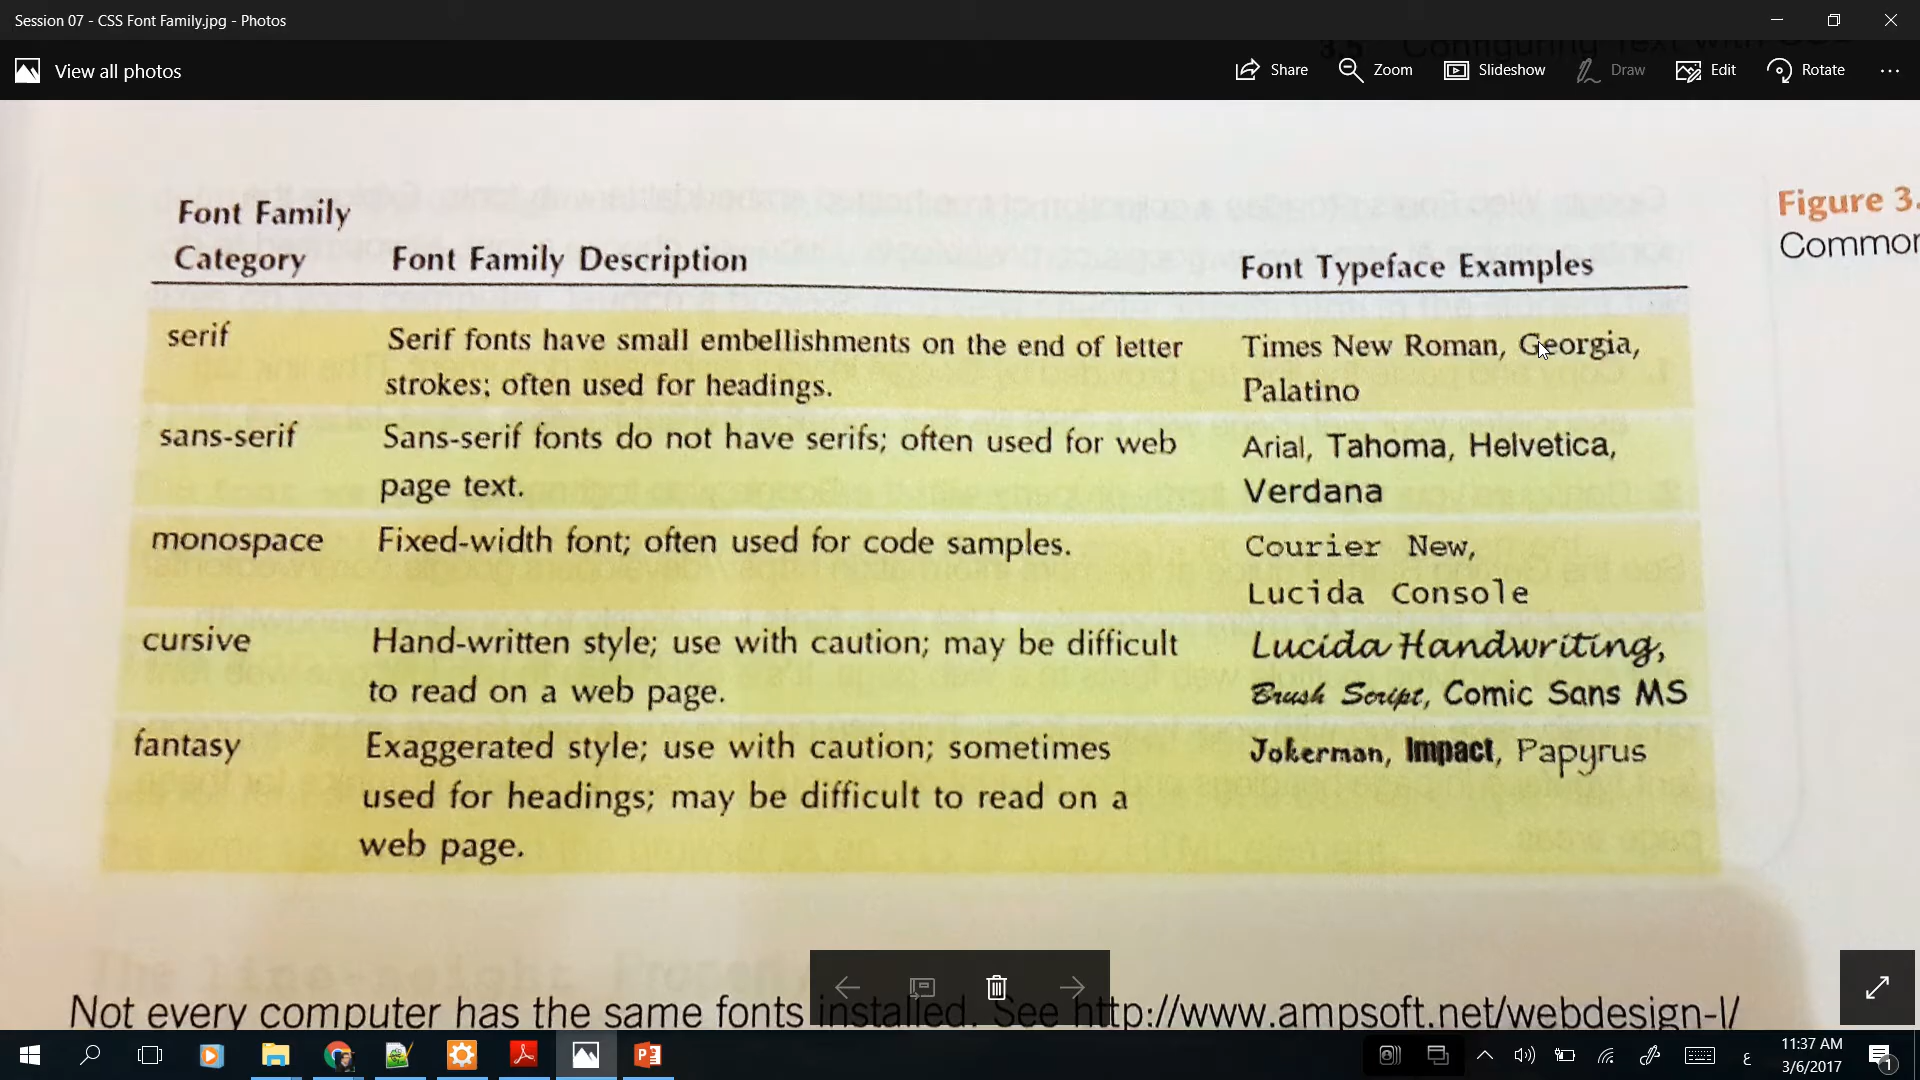 Session 07 - CSS Font Family.jpg - Photos
View all photos
Share
Zoom
Slideshow
Draw
Edit
Rotate
Figure 3.
Common
Font Family
Category Font Family Description Font Typeface Examples
serif Serif fonts have small embellishments on the end of letter Times New Roman, Georgia,
strokes; often used for headings. Palatino
sans-serif Sans-serif fonts do not have serifs; often used for web Arial, Tahoma, Helvetica,
page text. Verdana
monospace Fixed-width font; often used for code samples. Courier New,
Lucida Console
cursive Hand-written style; use with caution; may be difficult Lucida Handwriting,
to read on a web page. Brush Script, Comic Sans MS
fantasy Exaggerated style; use with caution; sometimes Jokerman, Impact, Papyrus
used for headings; may be difficult to read on a
web page.
Not every computer has the same fonts installed. See http://www.ampsoft.net/webdesign-l/
ع
11:37 AM
3/6/2017
1